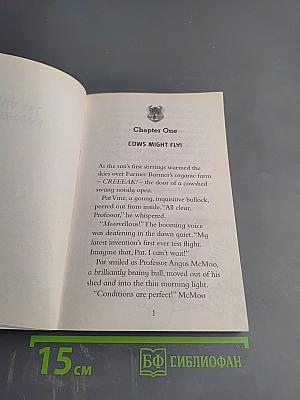 Chapter One
COWS MIGHT FLY!
As the sun's first stirrings warmed the
skies over Farmer Barmer's organic farm
– CREEEAK! – the door of a cowshed
swung noisily open.
Pat Vine, a young, inquisitive bullock,
peered out from inside. "All clear,
Professor," he whispered.
"Moorvellous!" The booming voice
was deafening in the dawn quiet. "My
latest invention's first ever test flight.
Imagine that, Pat. I can't wait!"
Pat smiled as Professor Angus McMoo,
a brilliantly brainy bull, moved out of his
shed and into the thin morning light.
"Conditions are perfect!" McMoo
1
15 см
БФ БИБЛИОФАН